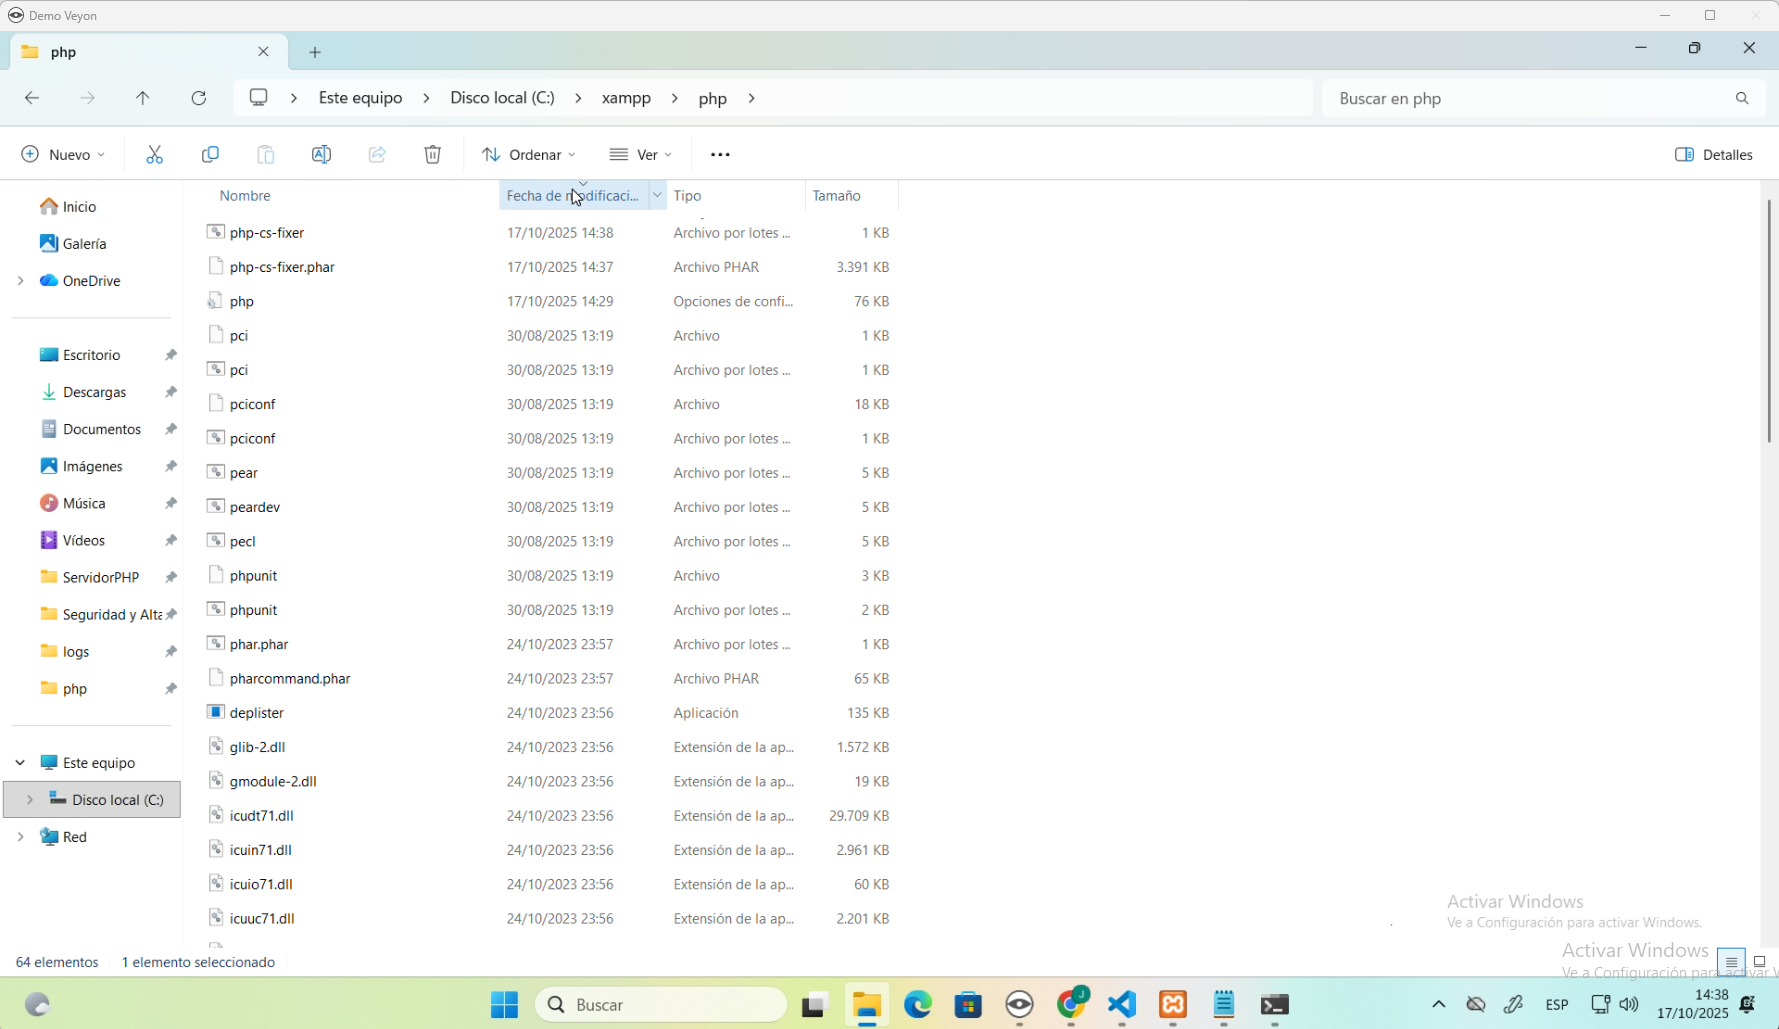 Demo Veyon
php
Este equipo
Disco local (C:)
xampp
php
Buscar en php
Nuevo
Ordenar
Ver
Detalles
Nombre Fecha de modificaci... Tipo Tamaño
php-cs-fixer 17/10/2025 14:38 Archivo por lotes ... 1 KB
php-cs-fixer.phar 17/10/2025 14:37 Archivo PHAR 3.391 KB
php 17/10/2025 14:29 Opciones de confi... 76 KB
pci 30/08/2025 13:19 Archivo 1 KB
pci 30/08/2025 13:19 Archivo por lotes ... 1 KB
pciconf 30/08/2025 13:19 Archivo 18 KB
pciconf 30/08/2025 13:19 Archivo por lotes ... 1 KB
pear 30/08/2025 13:19 Archivo por lotes ... 5 KB
peardev 30/08/2025 13:19 Archivo por lotes ... 5 KB
pecl 30/08/2025 13:19 Archivo por lotes ... 5 KB
phpunit 30/08/2025 13:19 Archivo 3 KB
phpunit 30/08/2025 13:19 Archivo por lotes ... 2 KB
phar.phar 24/10/2023 23:57 Archivo por lotes ... 1 KB
pharcommand.phar 24/10/2023 23:57 Archivo PHAR 65 KB
deplister 24/10/2023 23:56 Aplicación 135 KB
glib-2.dll 24/10/2023 23:56 Extensión de la ap... 1.572 KB
gmodule-2.dll 24/10/2023 23:56 Extensión de la ap... 19 KB
icudt71.dll 24/10/2023 23:56 Extensión de la ap... 29.709 KB
icuin71.dll 24/10/2023 23:56 Extensión de la ap... 2.961 KB
icuio71.dll 24/10/2023 23:56 Extensión de la ap... 60 KB
icuuc71.dll 24/10/2023 23:56 Extensión de la ap... 2.201 KB
Inicio
Galería
OneDrive
Escritorio
Descargas
Documentos
Imágenes
Música
Vídeos
ServidorPHP
Seguridad y Alta
logs
php
Este equipo
Disco local (C:)
Red
Activar Windows
Ve a Configuración para activar Windows.
Activar Windows
Ve a Configuración para activar W
64 elementos 1 elemento seleccionado
Buscar
J
ESP
14:38
17/10/2025